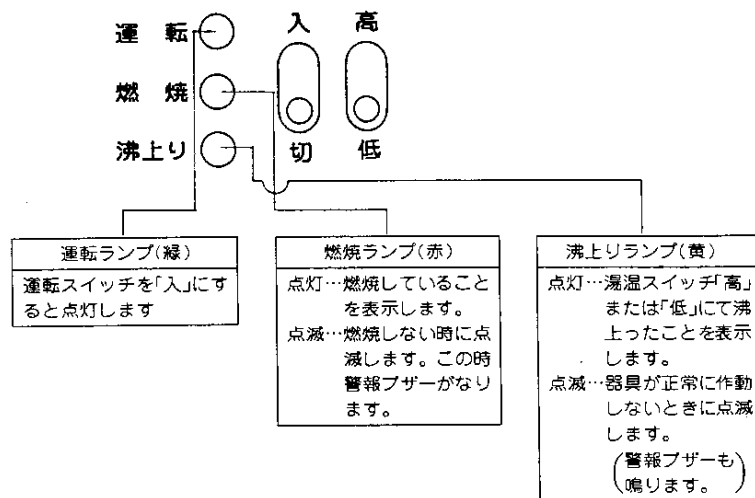 運 転
入 高
燃 焼
沸上り
切 低
運転ランプ(緑)
運転スイッチを「入」にす
ると点灯します
燃焼ランプ(赤)
点灯…燃焼していること
を表示します。
点滅…燃焼しない時に点
滅します。この時
警報ブザーがなり
ます。
沸上りランプ(黄)
点灯…湯温スイッチ「高」
または「低」にて沸
上ったことを表示
します。
点滅…器具が正常に作動
しないときに点滅
します。
(警報ブザーも
鳴ります。)